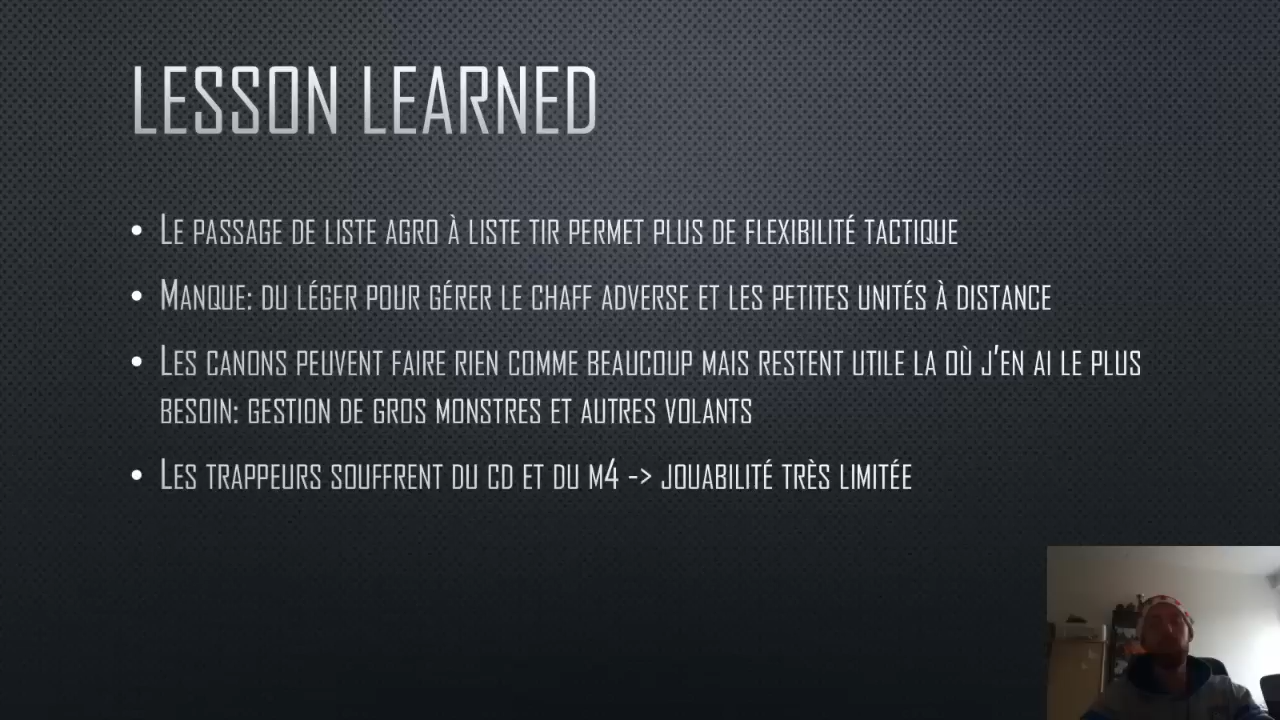 LESSON LEARNED
• LE PASSAGE DE LISTE AGRO À LISTE TIR PERMET PLUS DE FLEXIBILITÉ TACTIQUE
• MANQUE: DU LÉGER POUR GÉRER LE CHAFF ADVERSE ET LES PETITES UNITÉS À DISTANCE
• LES CANONS PEUVENT FAIRE RIEN COMME BEAUCOUP MAIS RESTENT UTILE LA OÙ J'EN AI LE PLUS
BESOIN: GESTION DE GROS MONSTRES ET AUTRES VOLANTS
• LES TRAPPEURS SOUFFRENT DU CD ET DU M4 -> JOUABILITÉ TRÈS LIMITÉE